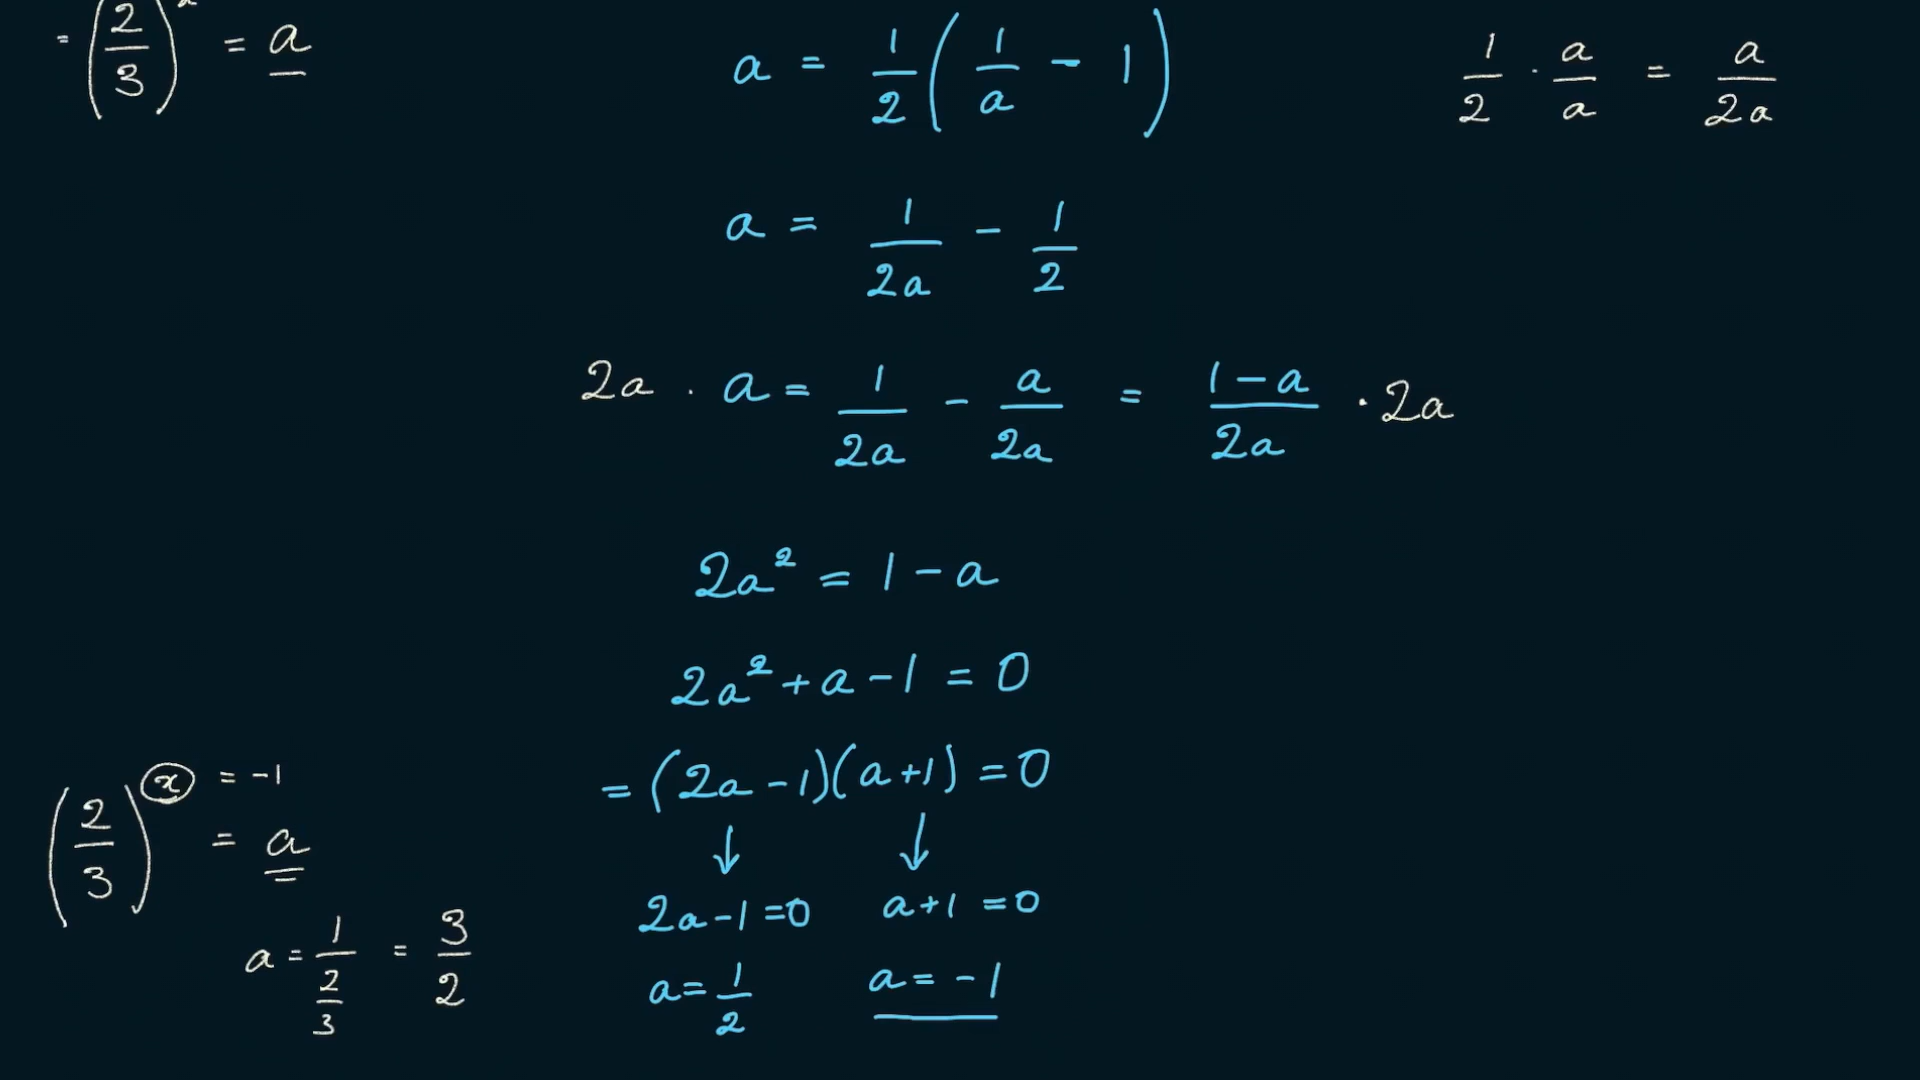 = (2/3)^x = a
a = 1/2 (1/a - 1)
1/2 · a/a = a/2a
a = 1/2a - 1/2
2a · a = 1/2a - a/2a = 1-a/2a · 2a
2a² = 1 - a
2a² + a - 1 = 0
= (2a - 1)(a + 1) = 0
2a - 1 = 0
a + 1 = 0
a = 1/2
a = - 1
(2/3)^x = a
x = -1
a = 1/(2/3) = 3/2